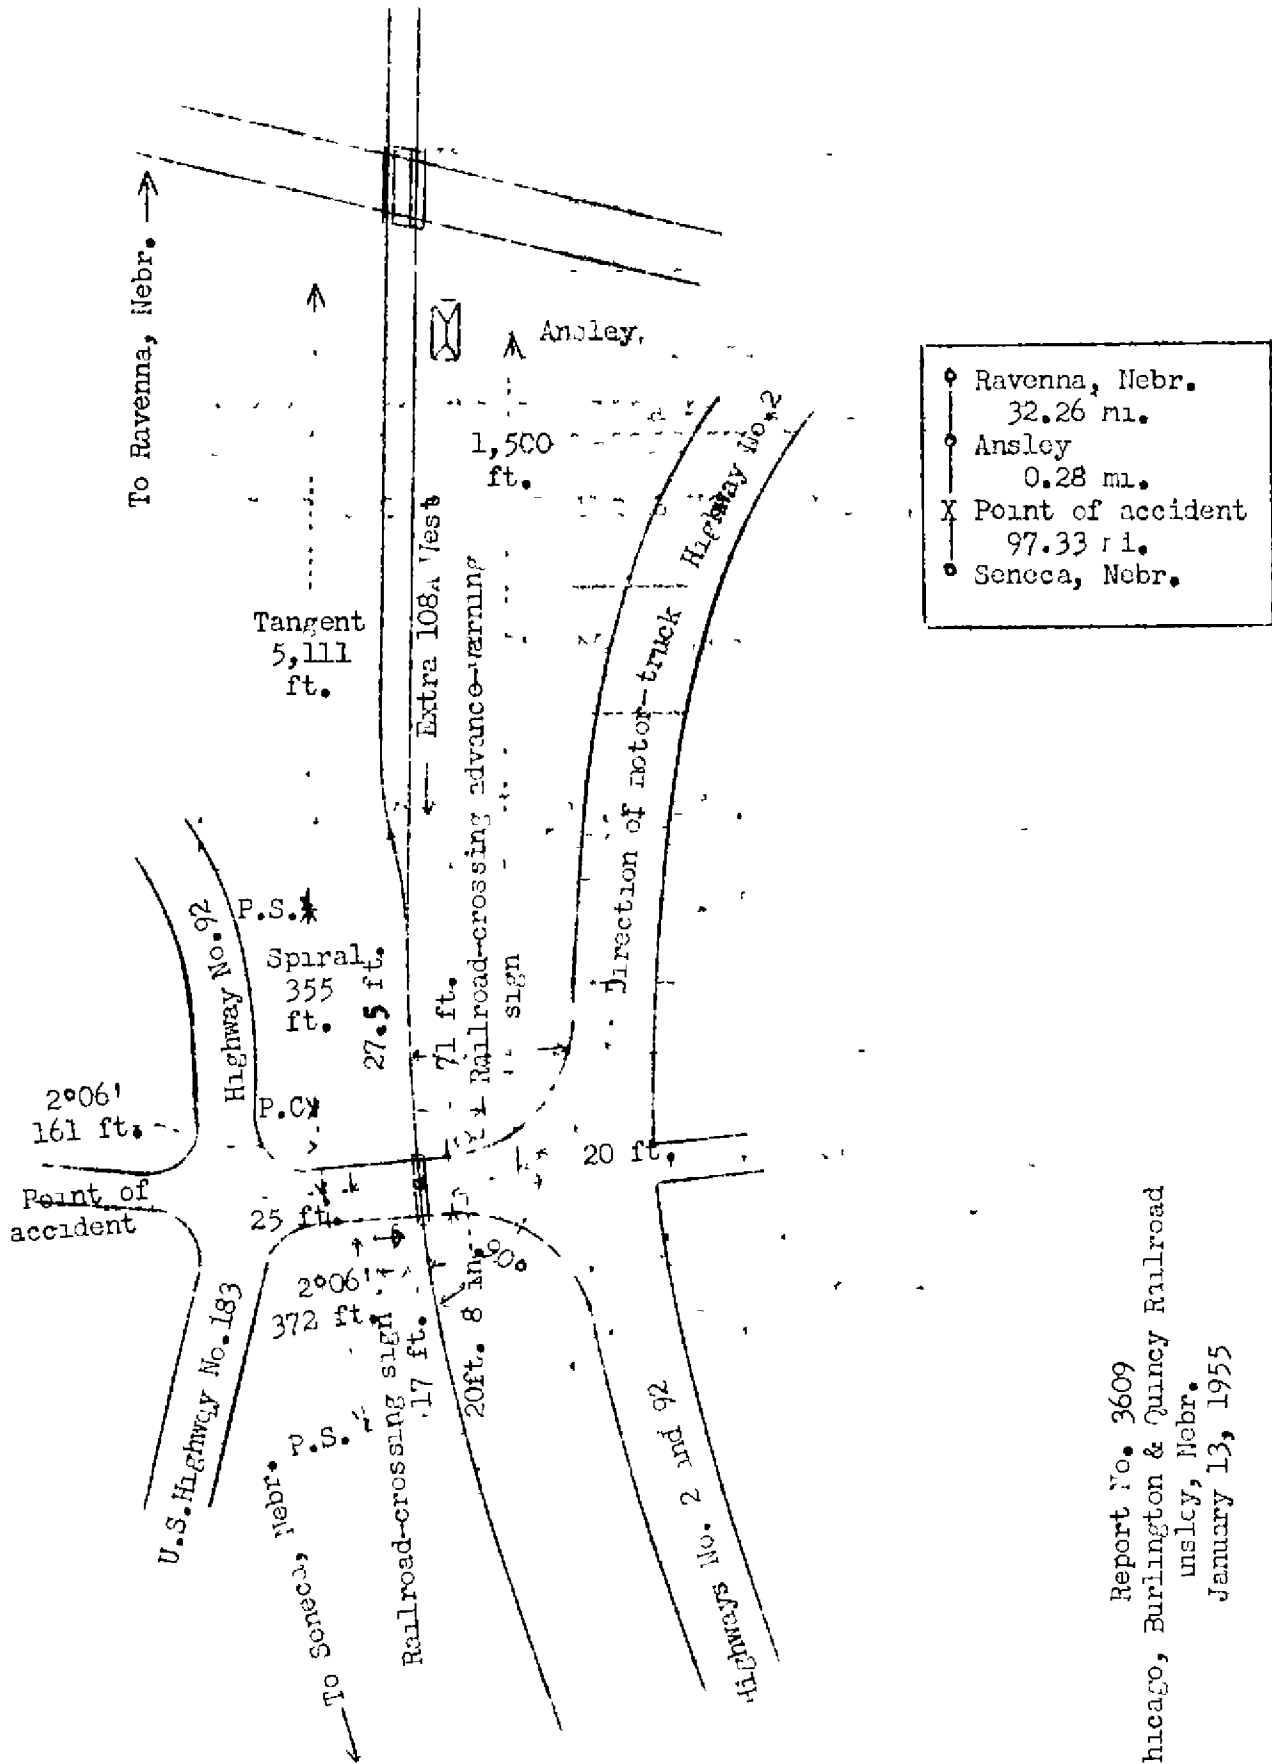 To Ravenna, Nebr.
Ansley.
1,500
ft.
Highway No. 2
Ravenna, Nebr.
32.26 mi.
Ansley
0.28 mi.
X Point of accident
97.33 mi.
Seneca, Nebr.
Tangent
5,111
ft.
Extra 108A West
Railroad-crossing advance-warning
sign
Direction of motor-truck
Highway No.92
P.S.
Spiral
355
ft.
27.5 ft.
71 ft.
2°06'
161 ft.
P.C
20 ft.
Point of
accident
25 ft.
2°06'
372 ft.
Railroad-crossing sign
17 ft.
20ft. 8 in.
90.
U.S.Highway No.183
P.S.
To Seneca, Nebr.
Highways No. 2 and 92
Report No. 3609
hicago, Burlington & Quincy Railroad
nsley, Nebr.
January 13, 1955